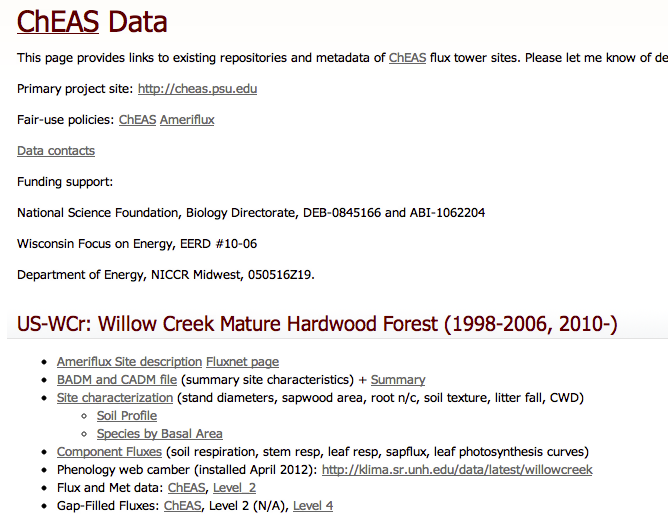 ChEAS Data
This page provides links to existing repositories and metadata of ChEAS flux tower sites. Please let me know of de
Primary project site: http://cheas.psu.edu
Fair-use policies: ChEAS Ameriflux
Data contacts
Funding support:
National Science Foundation, Biology Directorate, DEB-0845166 and ABI-1062204
Wisconsin Focus on Energy, EERD #10-06
Department of Energy, NICCR Midwest, 050516Z19.
US-WCr: Willow Creek Mature Hardwood Forest (1998-2006, 2010-)
Ameriflux Site description Fluxnet page
BADM and CADM file (summary site characteristics) + Summary
Site characterization (stand diameters, sapwood area, root n/c, soil texture, litter fall, CWD)
Soil Profile
Species by Basal Area
Component Fluxes (soil respiration, stem resp, leaf resp, sapflux, leaf photosynthesis curves)
Phenology web camber (installed April 2012): http://klima.sr.unh.edu/data/latest/willowcreek
Flux and Met data: ChEAS, Level_2
Gap-Filled Fluxes: ChEAS, Level 2 (N/A), Level 4